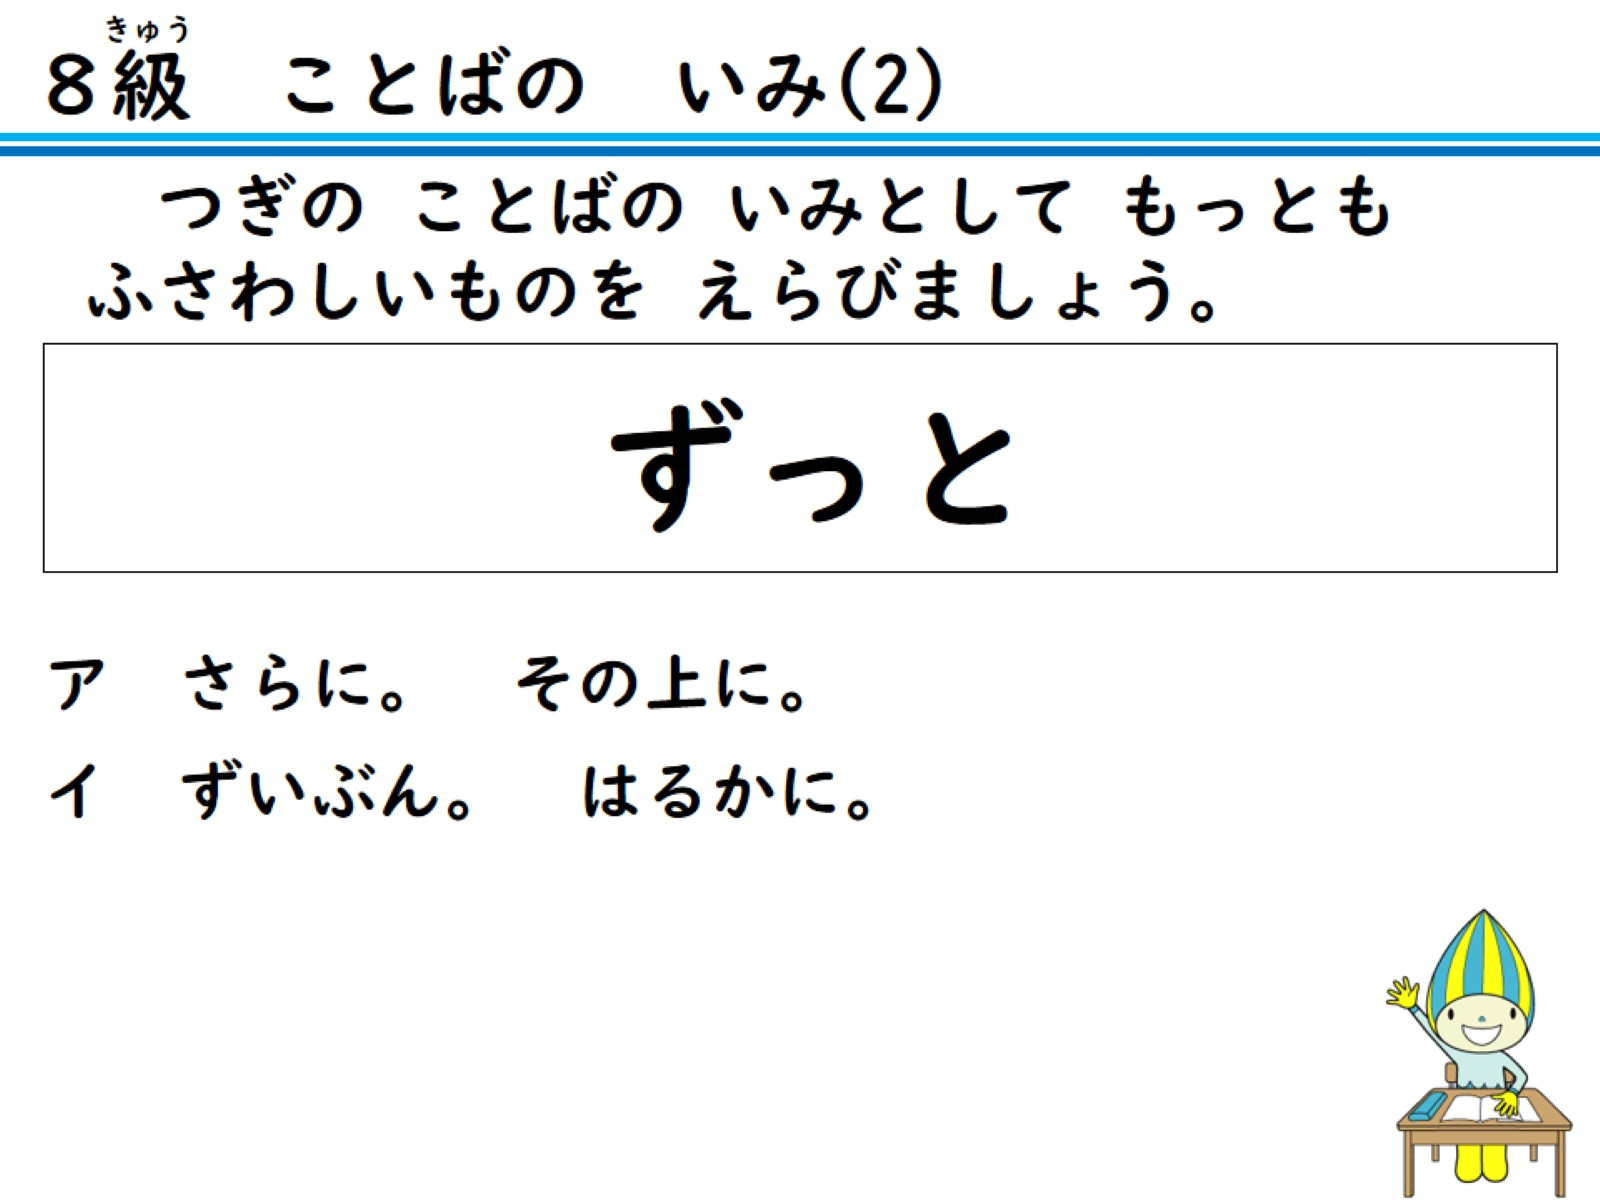 きゅう
8級　ことばの　いみ(2)
つぎの ことばの いみとして もっとも
ふさわしいものを えらびましょう。
ずっと
ア　さらに。　その上に。
イ　ずいぶん。　はるかに。